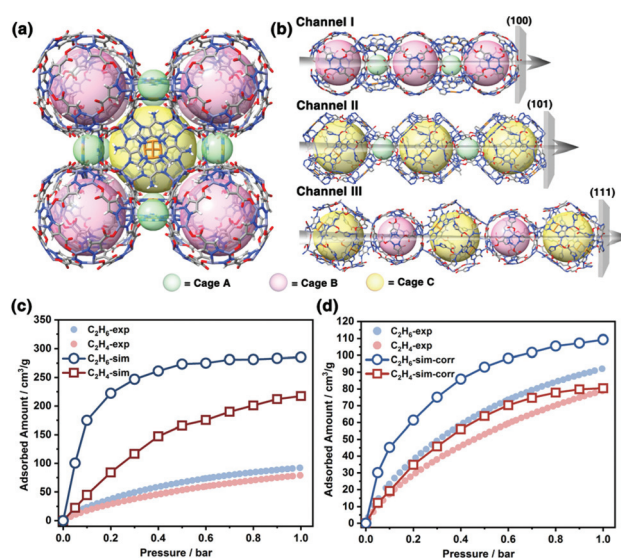 (a)
(b)
Channel I
(100)
Channel II
(101)
Channel III
(111)
= Cage A
= Cage B
= Cage C
(c)
350
300
250
200
150
100
50
0
Adsorbed Amount / cm³/g
C₂H₆-exp
C₂H₄-exp
C₂H₆-sim
C₂H₄-sim
0.0 0.2 0.4 0.6 0.8 1.0
Pressure / bar
(d)
120
110
100
90
80
70
60
50
40
30
20
10
0
Adsorbed Amount / cm³/g
C₂H₆-exp
C₂H₄-exp
C₂H₆-sim-corr
C₂H₄-sim-corr
0.0 0.2 0.4 0.6 0.8 1.0
Pressure / bar